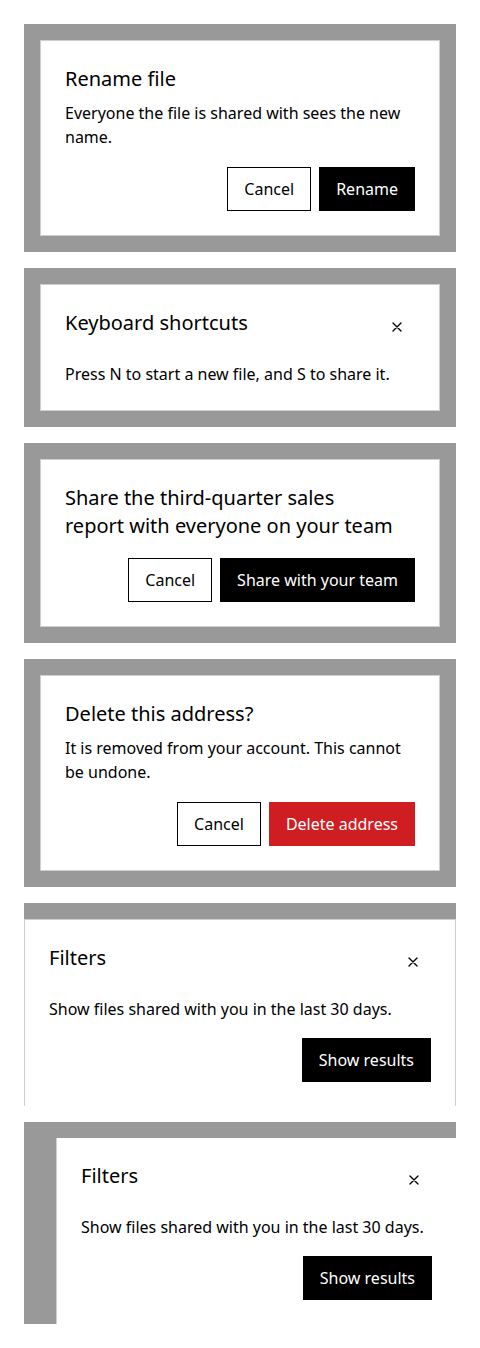 Rename file
Everyone the file is shared with sees the new
name.
Cancel Rename
Keyboard shortcuts
Press N to start a new file, and S to share it.
Share the third-quarter sales
report with everyone on your team
Cancel Share with your team
Delete this address?
It is removed from your account. This cannot
be undone.
Cancel Delete address
Filters
Show files shared with you in the last 30 days.
Show results
Filters
Show files shared with you in the last 30 days.
Show results